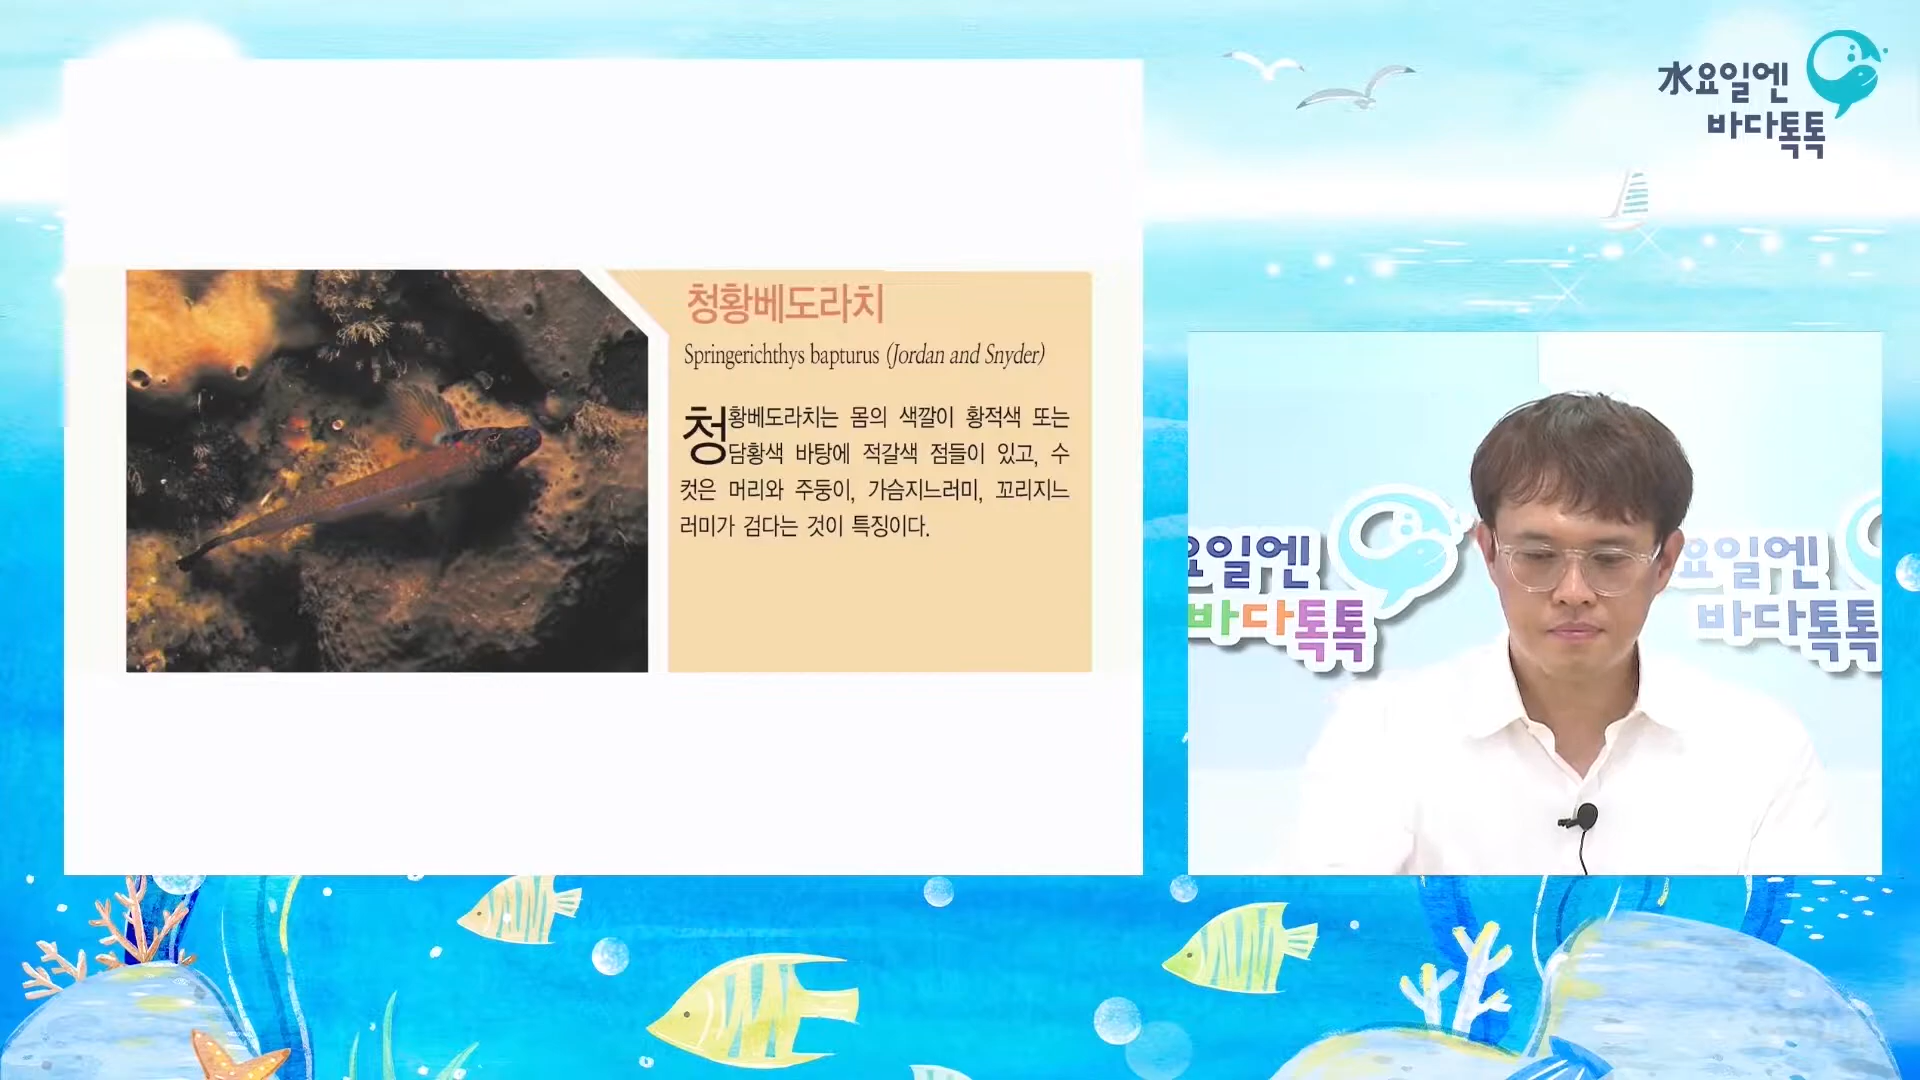 水요일엔
바다톡톡
청황베도라치
Springerichthys bapturus (Jordan and Snyder)
청황베도라치는 몸의 색깔이 황적색 또는
담황색 바탕에 적갈색 점들이 있고, 수
컷은 머리와 주둥이, 가슴지느러미, 꼬리지느
러미가 검다는 것이 특징이다.
요일엔
바다톡톡
요일엔
바다톡톡